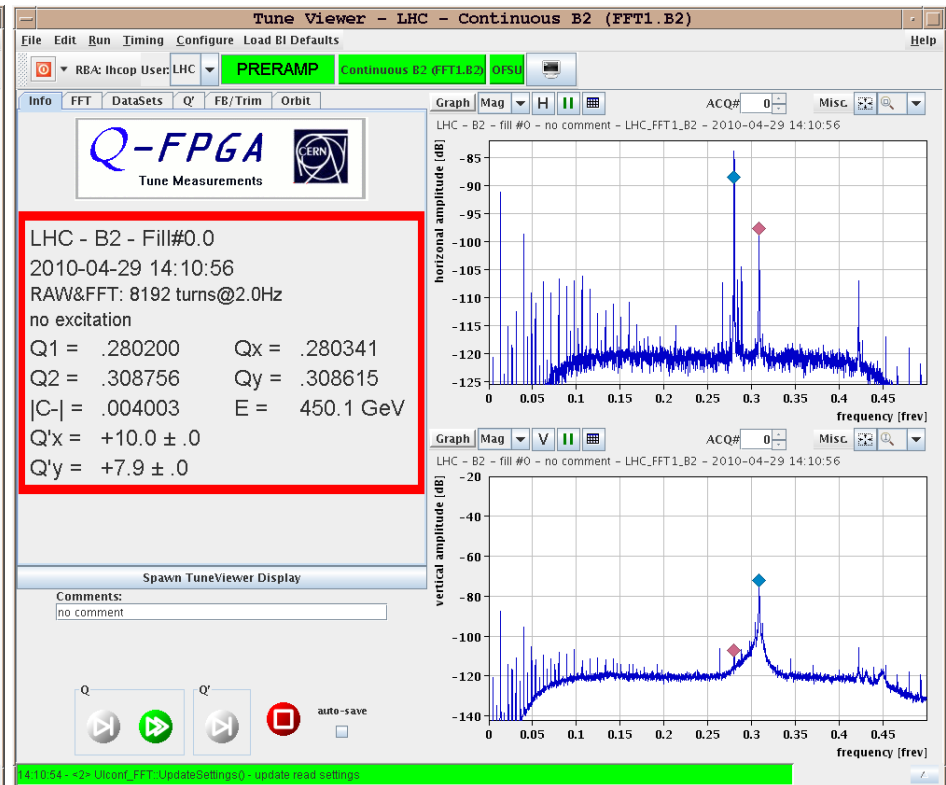 Tune Viewer - LHC - Continuous B2 (FFT1.B2)
File Edit Run Timing Configure Load BI Defaults Help
RBA: lhcop User: LHC PRERAMP Continuous B2 (FFT1.B2) OFSU
Info FFT DataSets Q' FB/Trim Orbit
Q-FPGA
CERN
Tune Measurements
LHC - B2 - Fill#0.0
2010-04-29 14:10:56
RAW&FFT: 8192 turns@2.0Hz
no excitation
Q1 = .280200 Qx = .280341
Q2 = .308756 Qy = .308615
|C-| = .004003 E = 450.1 GeV
Q'x = +10.0 ± .0
Q'y = +7.9 ± .0
Spawn TuneViewer Display
Comments:
no comment
Q Q'
auto-save
Graph Mag H ACQ# 0 Misc.
LHC - B2 - fill #0 - no comment - LHC_FFT1_B2 - 2010-04-29 14:10:56
horizonal amplitude [dB]
-85
-90
-95
-100
-105
-110
-115
-120
-125
0 0.05 0.1 0.15 0.2 0.25 0.3 0.35 0.4 0.45
frequency [frev]
Graph Mag V ACQ# 0 Misc.
LHC - B2 - fill #0 - no comment - LHC_FFT1_B2 - 2010-04-29 14:10:56
vertical amplitude [dB]
-20
-40
-60
-80
-100
-120
-140
0 0.05 0.1 0.15 0.2 0.25 0.3 0.35 0.4 0.45
frequency [frev]
14:10:54 - <2> UIconf_FFT::UpdateSettings() - update read settings